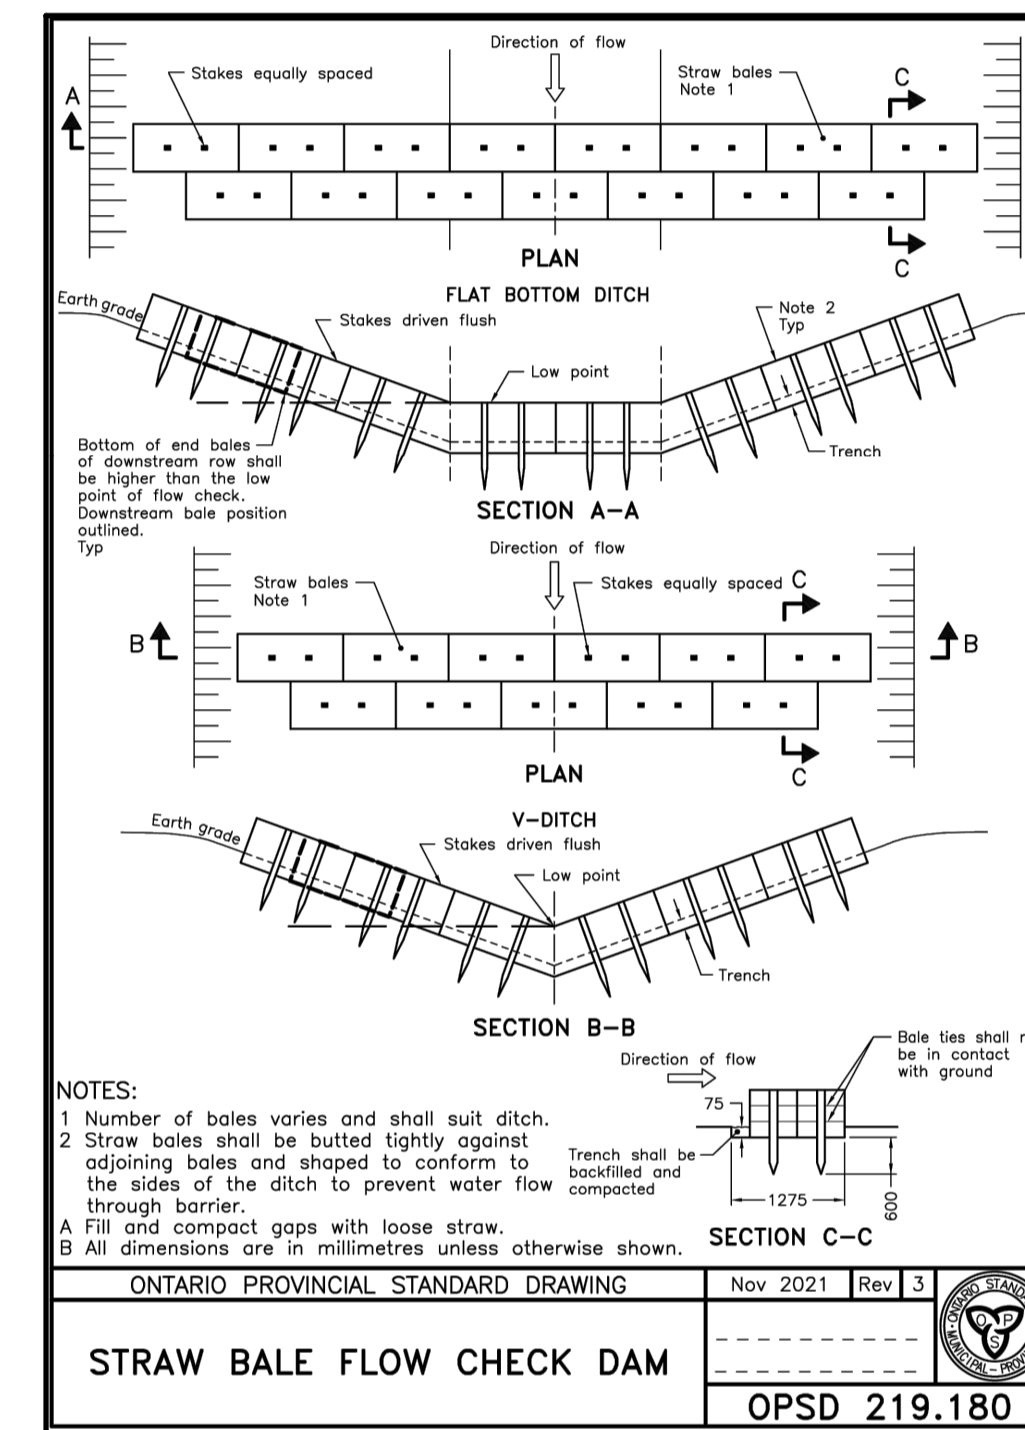 Direction of flow
Stakes equally spaced
Straw bales
Note 1
C
A
C
PLAN
FLAT BOTTOM DITCH
Earth grade
Stakes driven flush
Note 2
Typ
Low point
Bottom of end bales
of downstream row shall
be higher than the low
point of flow check.
Downstream bale position
outlined.
Typ
Trench
SECTION A-A
Direction of flow
Straw bales
Note 1
Stakes equally spaced
C
B
B
C
PLAN
V-DITCH
Earth grade
Stakes driven flush
Low point
Trench
SECTION B-B
Direction of flow
Bale ties shall
be in contact
with ground
75
Trench shall be
backfilled and
compacted
1275
600
SECTION C-C
NOTES:
1 Number of bales varies and shall suit ditch.
2 Straw bales shall be butted tightly against
adjoining bales and shaped to conform to
the sides of the ditch to prevent water flow
through barrier.
A Fill and compact gaps with loose straw.
B All dimensions are in millimetres unless otherwise shown.
ONTARIO PROVINCIAL STANDARD DRAWING
Nov 2021
Rev 3
STRAW BALE FLOW CHECK DAM
ONTARIO
MUNICIPAL
O P S
OPSD 219.180